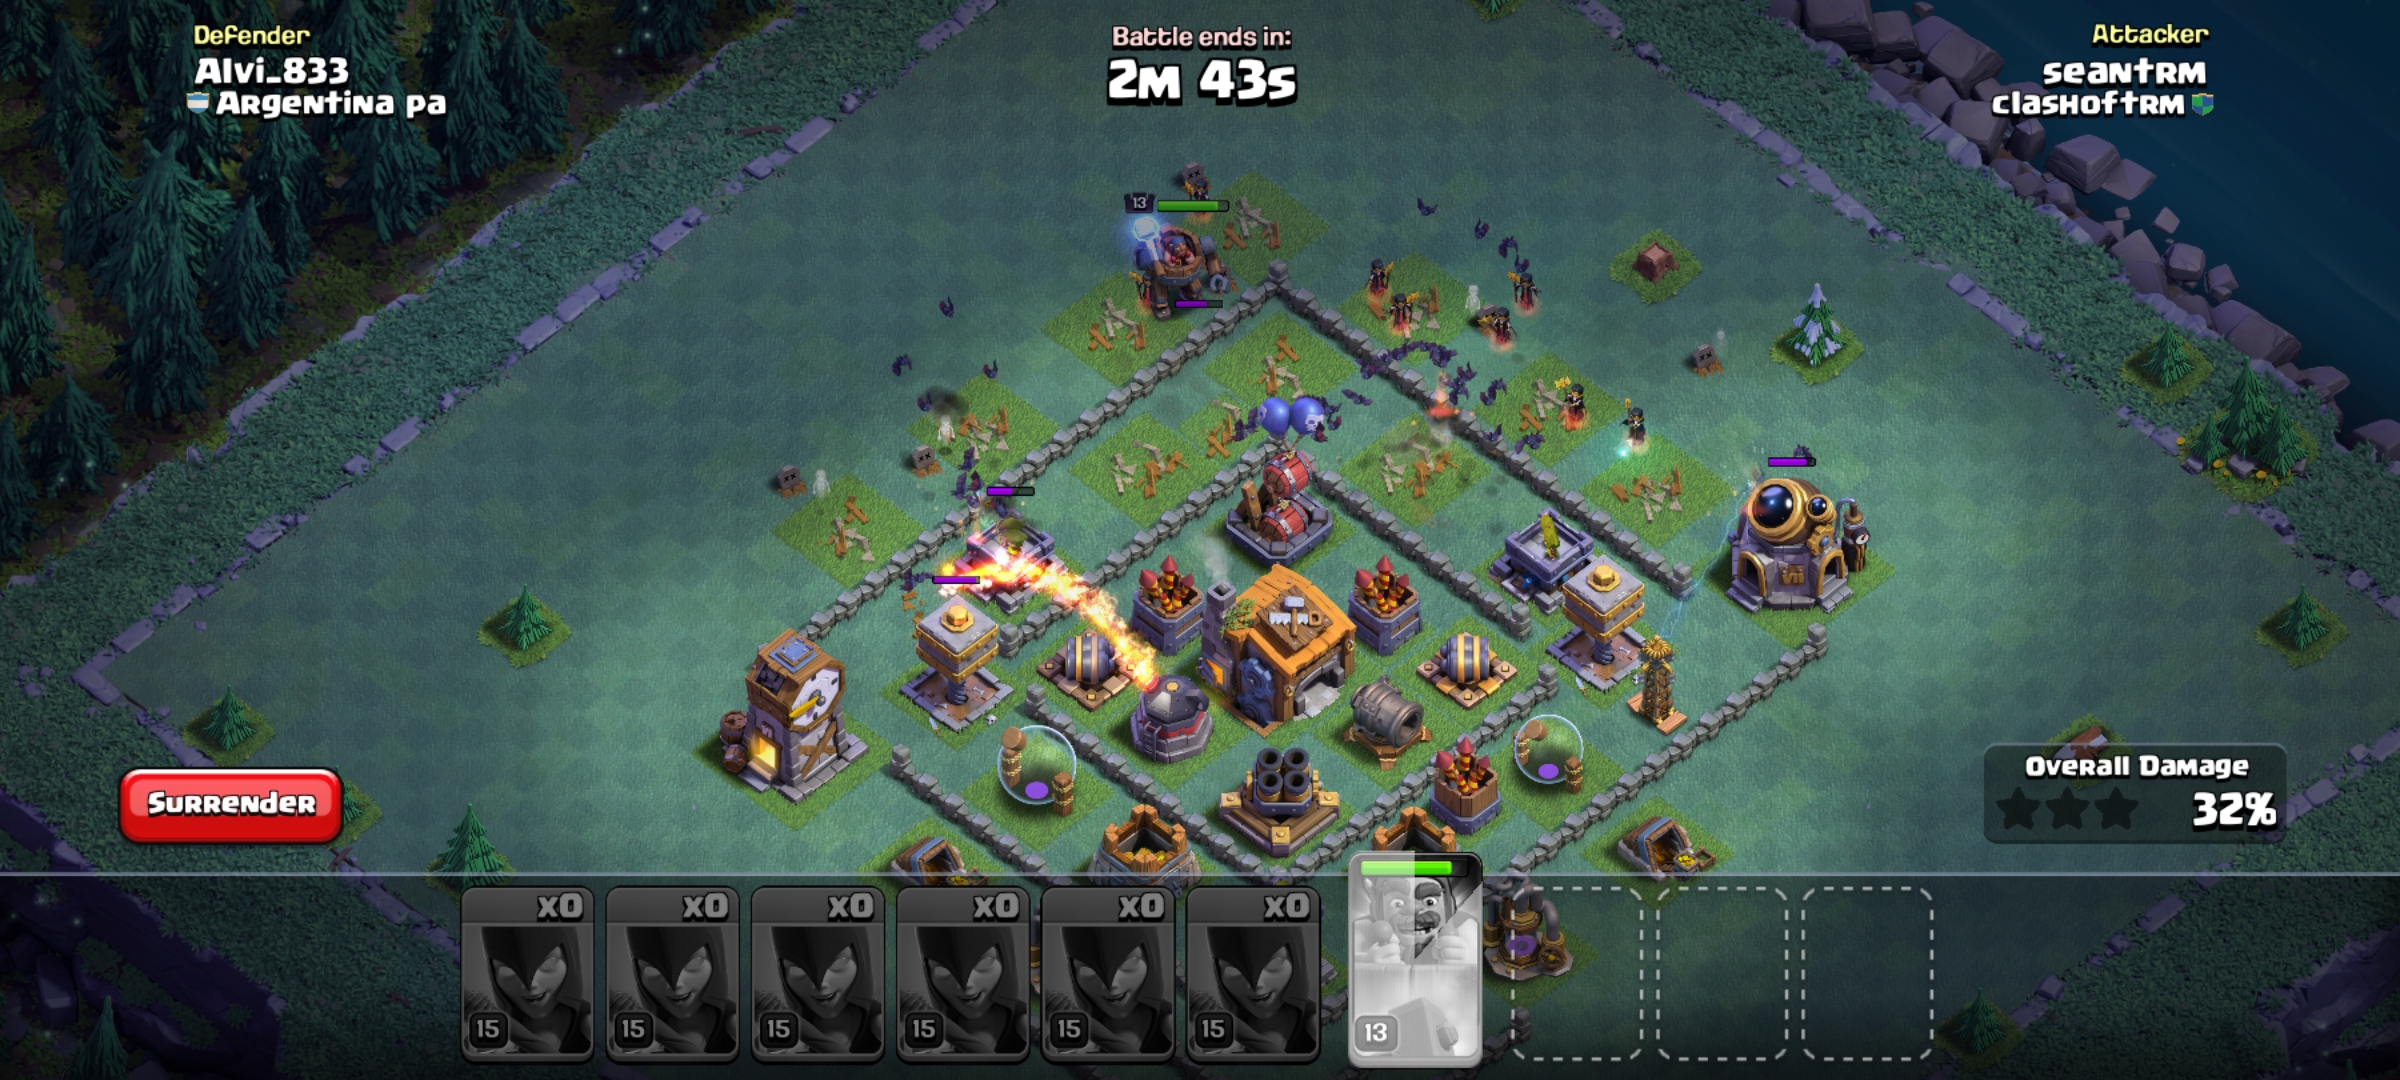 Defender
Alvi_833
Argentina pa
Battle ends in:
2M 43s
Attacker
seantRM
clashoftRM
13
Surrender
Overall Damage
32%
x0
x0
x0
x0
x0
x0
15
15
15
15
15
15
13